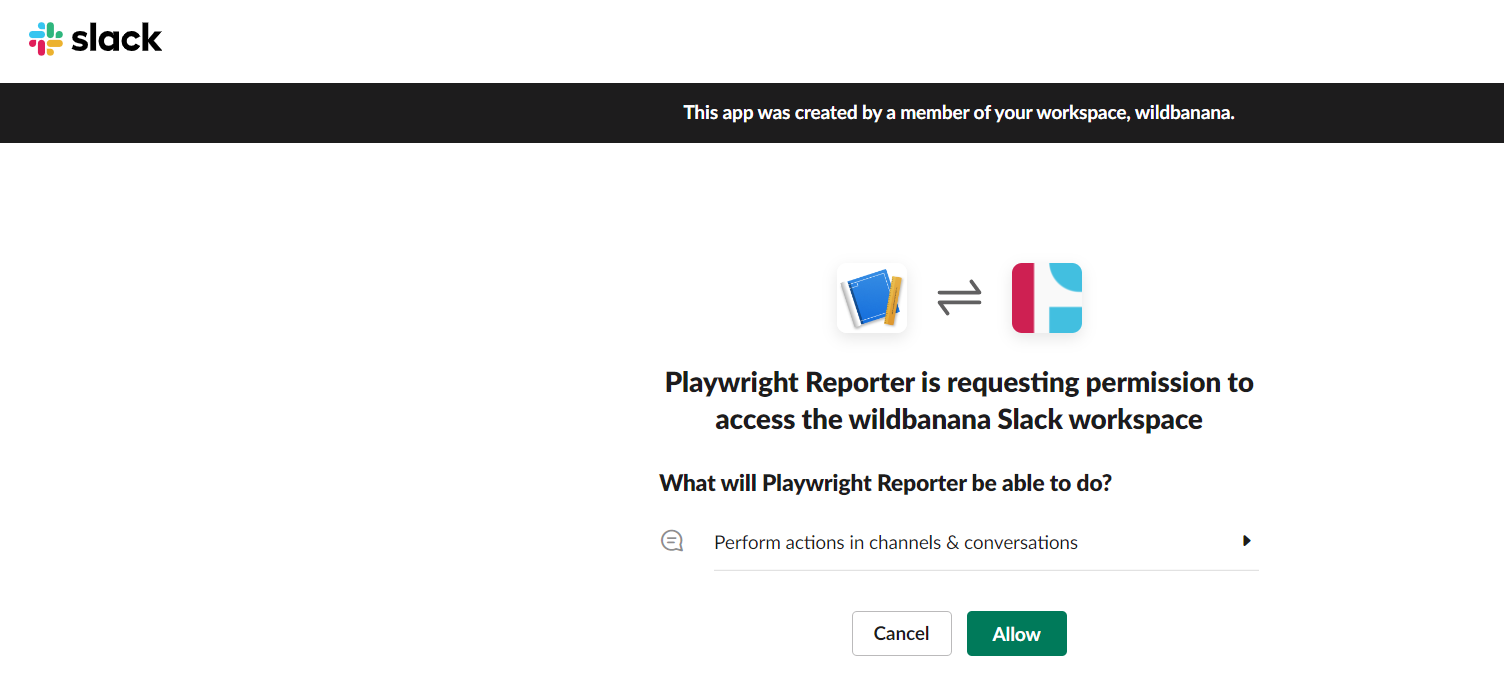 slack
This app was created by a member of your workspace, wildbanana.
Playwright Reporter is requesting permission to
access the wildbanana Slack workspace
What will Playwright Reporter be able to do?
Perform actions in channels & conversations
Cancel
Allow